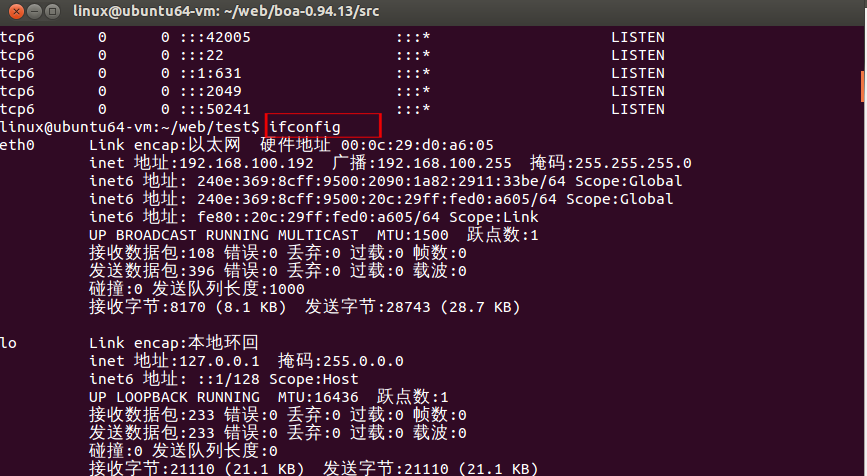 linux@ubuntu64-vm: ~/web/boa-0.94.13/src
tcp6       0      0 :::42005                :::*                    LISTEN
tcp6       0      0 :::22                   :::*                    LISTEN
tcp6       0      0 ::1:631                 :::*                    LISTEN
tcp6       0      0 :::2049                 :::*                    LISTEN
tcp6       0      0 :::50241                :::*                    LISTEN
linux@ubuntu64-vm:~/web/test$ ifconfig
eth0      Link encap:以太网  硬件地址 00:0c:29:d0:a6:05
          inet 地址:192.168.100.192  广播:192.168.100.255  掩码:255.255.255.0
          inet6 地址: 240e:369:8cff:9500:2090:1a82:2911:33be/64 Scope:Global
          inet6 地址: 240e:369:8cff:9500:20c:29ff:fed0:a605/64 Scope:Global
          inet6 地址: fe80::20c:29ff:fed0:a605/64 Scope:Link
          UP BROADCAST RUNNING MULTICAST  MTU:1500  跃点数:1
          接收数据包:108 错误:0 丢弃:0 过载:0 帧数:0
          发送数据包:396 错误:0 丢弃:0 过载:0 载波:0
          碰撞:0 发送队列长度:1000
          接收字节:8170 (8.1 KB)  发送字节:28743 (28.7 KB)
lo        Link encap:本地环回
          inet 地址:127.0.0.1  掩码:255.0.0.0
          inet6 地址: ::1/128 Scope:Host
          UP LOOPBACK RUNNING  MTU:16436  跃点数:1
          接收数据包:233 错误:0 丢弃:0 过载:0 帧数:0
          发送数据包:233 错误:0 丢弃:0 过载:0 载波:0
          碰撞:0 发送队列长度:0
          接收字节:21110 (21.1 KB)  发送字节:21110 (21.1 KB)